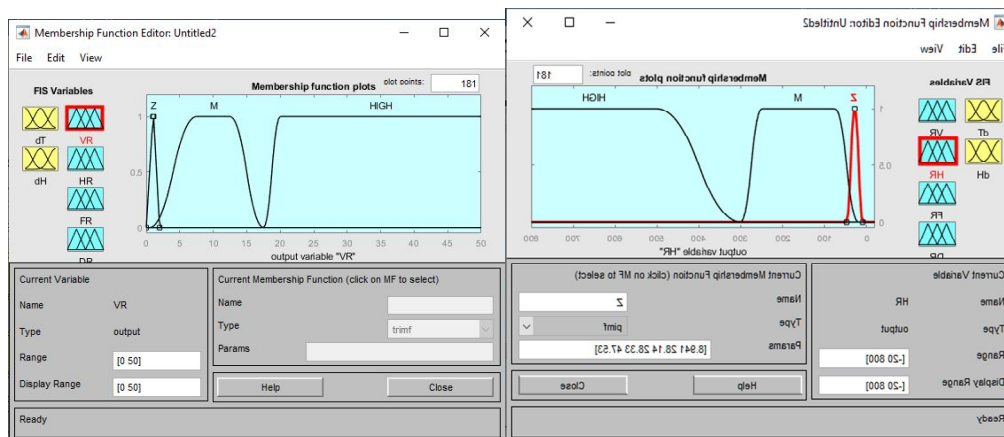 Membership Function Editor: Untitled2
File Edit View
FIS Variables
dT
VR
dH
HR
FR
DR
Membership function plots
plot points:
181
Z
M
HIGH
1
0.5
0
0 5 10 15 20 25 30 35 40 45 50
output variable "VR"
Current Variable
Name VR
Type output
Range [0 50]
Display Range [0 50]
Current Membership Function (click on MF to select)
Name
Type trimf
Params
Help
Close
Ready
Membership Function Editor: Untitled2
File Edit View
FIS Variables
dT
VR
dH
HR
FR
DR
Membership function plots
plot points:
181
Z
M
HIGH
1
0.5
0
0 100 200 300 400 500 600 700 800
output variable "HR"
Current Variable
Name HR
Type output
Range [-20 800]
Display Range [-20 800]
Current Membership Function (click on MF to select)
Name Z
Type pimf
Params [8.941 28.14 28.33 47.53]
Help
Close
Ready